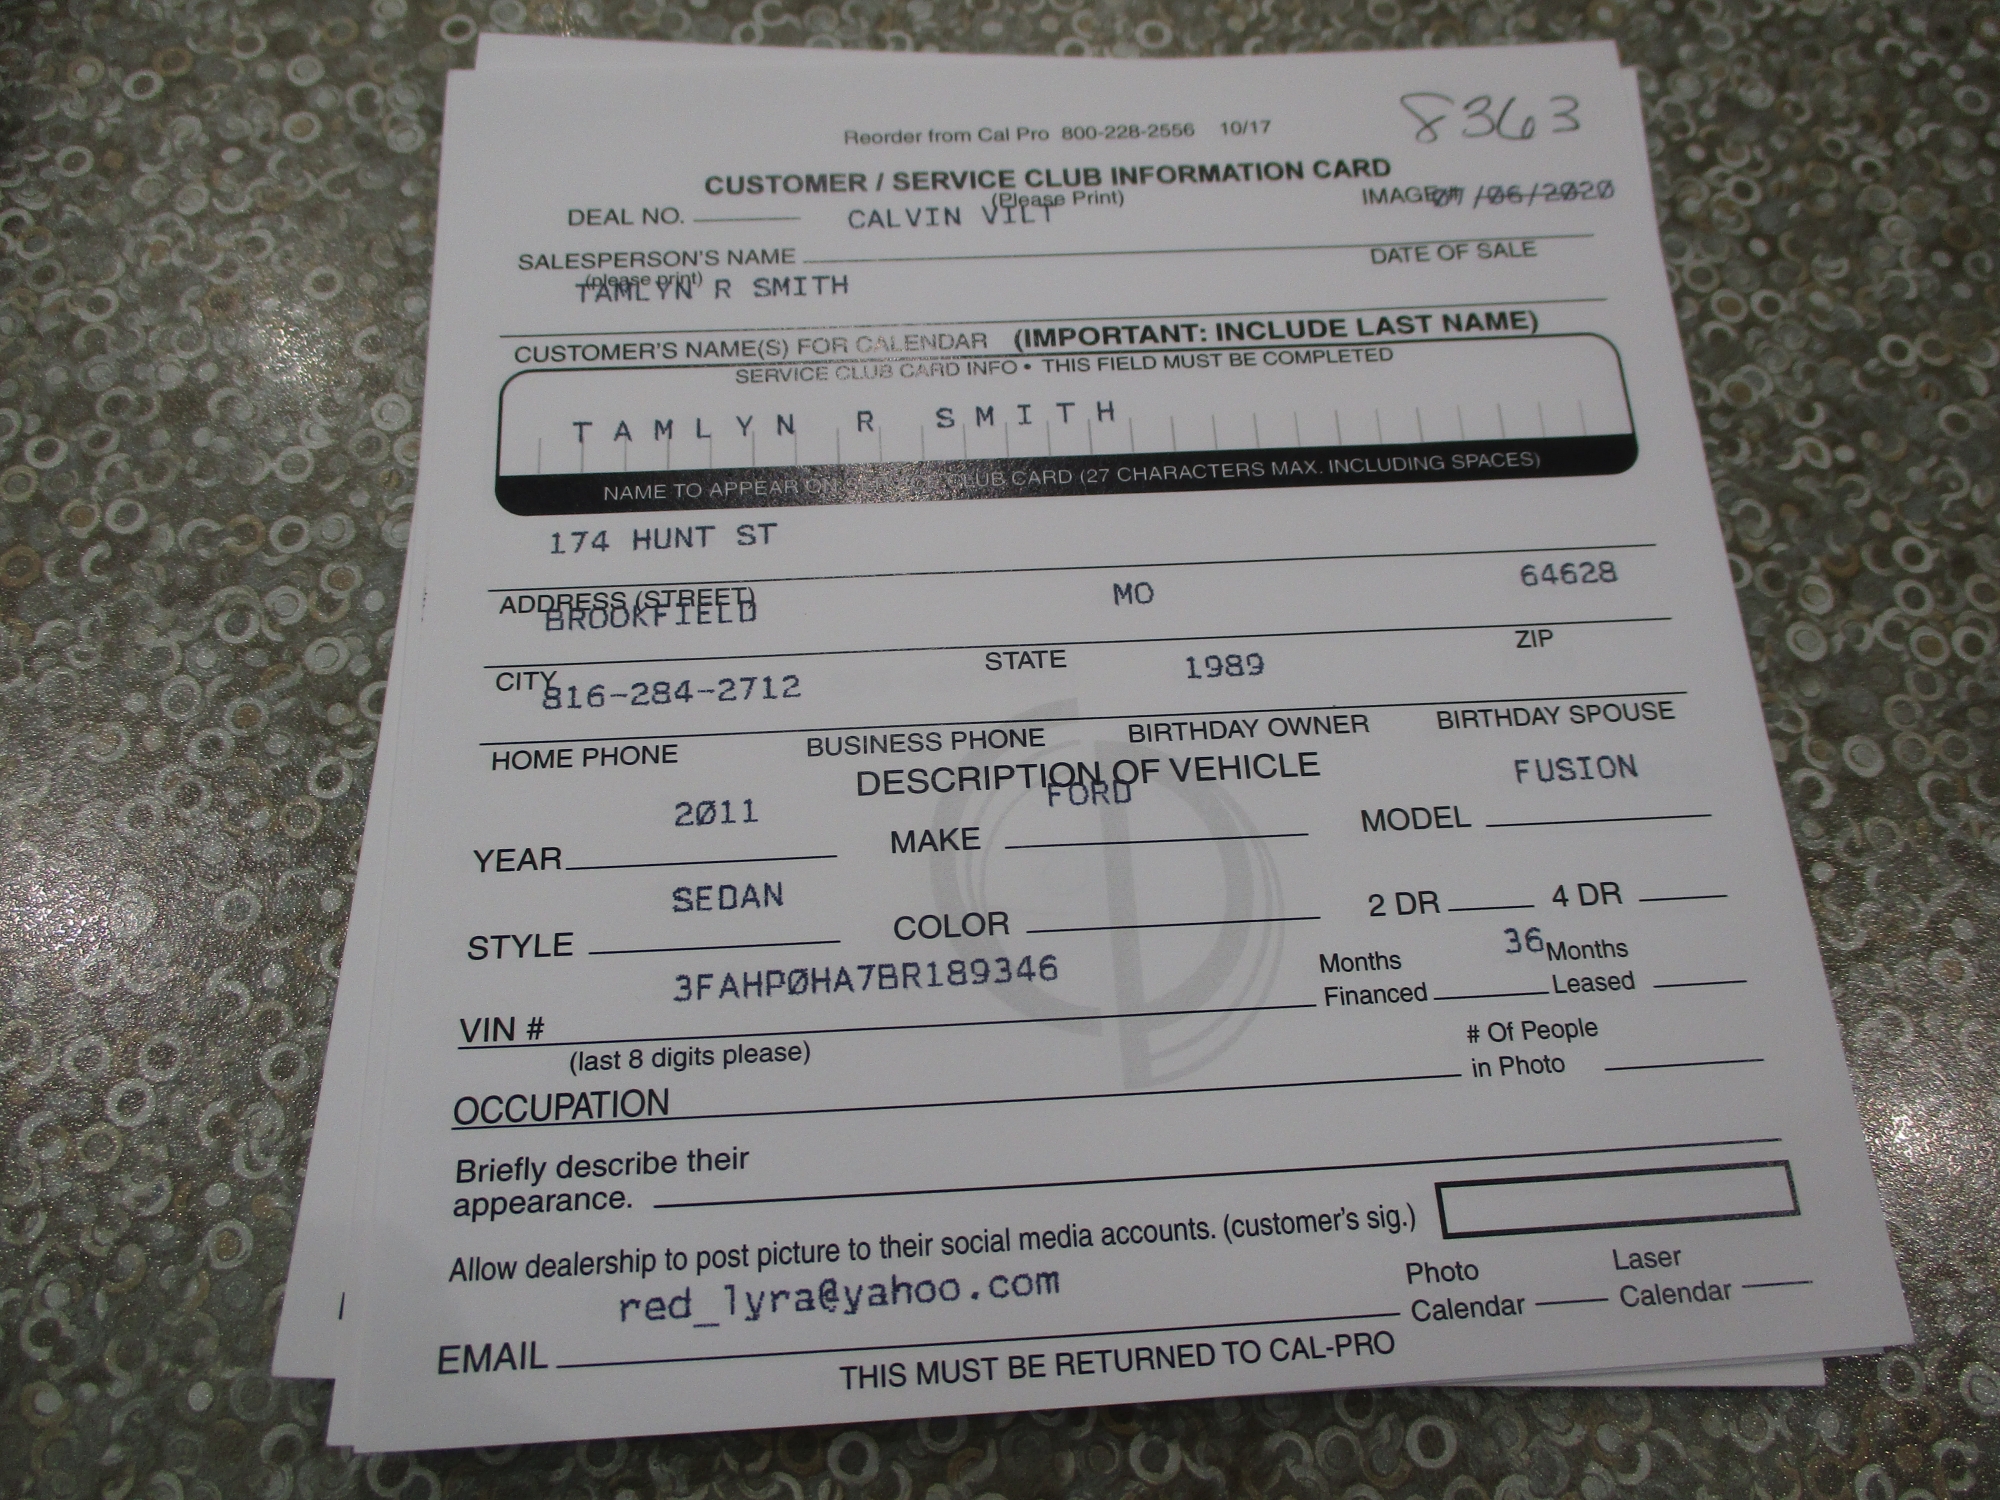 8363
Reorder from Cal Pro 800-228-2556 10/17
CUSTOMER / SERVICE CLUB INFORMATION CARD
(Please Print)
DEAL NO. CALVIN VILT IMAGE# 07/06/2020
SALESPERSON'S NAME DATE OF SALE
(please print)
TAMLYN R SMITH
CUSTOMER'S NAME(S) FOR CALENDAR (IMPORTANT: INCLUDE LAST NAME)
SERVICE CLUB CARD INFO • THIS FIELD MUST BE COMPLETED
TAMLYN R SMITH
NAME TO APPEAR ON SERVICE CLUB CARD (27 CHARACTERS MAX. INCLUDING SPACES)
174 HUNT ST
ADDRESS (STREET)
BROOKFIELD MO 64628
CITY STATE ZIP
816-284-2712 1989
HOME PHONE BUSINESS PHONE BIRTHDAY OWNER BIRTHDAY SPOUSE
DESCRIPTION OF VEHICLE
2011 FORD FUSION
YEAR MAKE MODEL
SEDAN
STYLE COLOR 2 DR 4 DR
3FAHP0HA7BR189346 Months 36 Months
VIN # Financed Leased
(last 8 digits please) # Of People
OCCUPATION in Photo
Briefly describe their
appearance.
Allow dealership to post picture to their social media accounts. (customer's sig.)
red_lyra@yahoo.com Photo Laser
EMAIL Calendar Calendar
THIS MUST BE RETURNED TO CAL-PRO